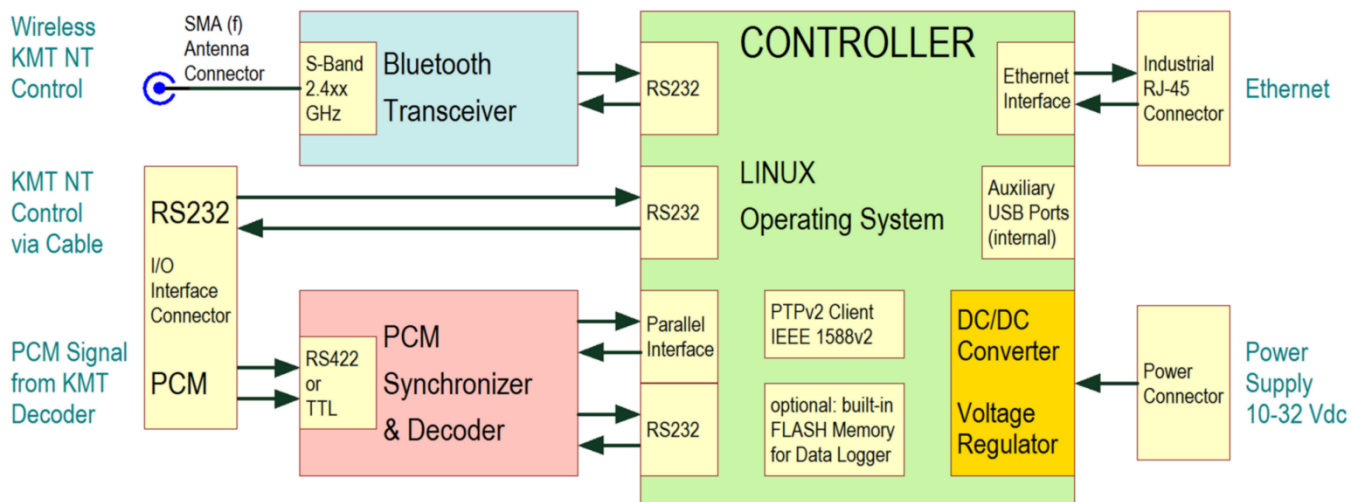 Wireless
KMT NT
Control
SMA (f)
Antenna
Connector
S-Band
2.4xx
GHz
Bluetooth
Transceiver
RS232
CONTROLLER
Ethernet
Interface
Industrial
RJ-45
Connector
Ethernet
KMT NT
Control
via Cable
RS232
I/O
Interface
Connector
PCM
RS232
LINUX
Operating System
Auxiliary
USB Ports
(internal)
PCM Signal
from KMT
Decoder
RS422
or
TTL
PCM
Synchronizer
& Decoder
Parallel
Interface
RS232
PTPv2 Client
IEEE 1588v2
optional: built-in
FLASH Memory
for Data Logger
DC/DC
Converter
Voltage
Regulator
Power
Connector
Power
Supply
10-32 Vdc